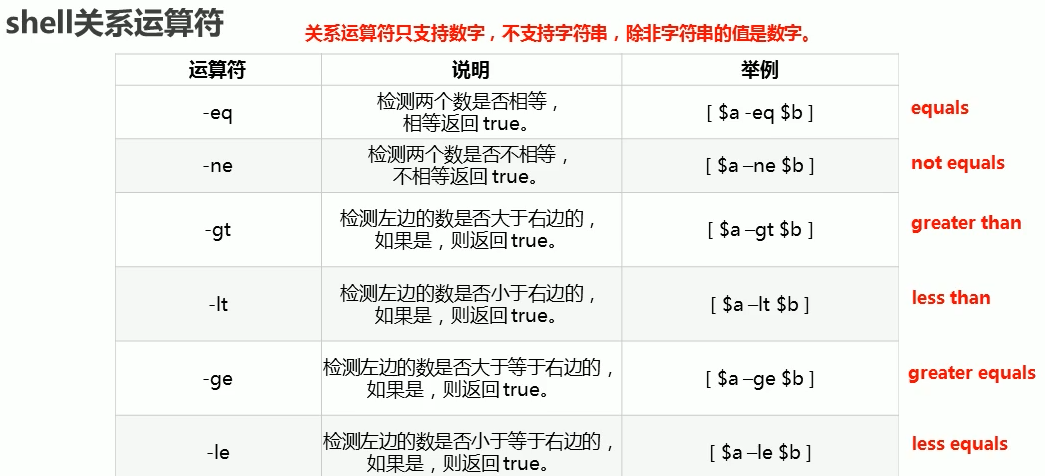 shell关系运算符
关系运算符只支持数字，不支持字符串，除非字符串的值是数字。
运算符 说明 举例
-eq 检测两个数是否相等， [ $a -eq $b ] equals
相等返回 true。
-ne 检测两个数是否不相等， [ $a –ne $b ] not equals
不相等返回 true。
-gt 检测左边的数是否大于右边的， [ $a –gt $b ] greater than
如果是，则返回 true。
-lt 检测左边的数是否小于右边的， [ $a –lt $b ] less than
如果是，则返回 true。
-ge 检测左边的数是否大于等于右边的， [ $a –ge $b ] greater equals
如果是，则返回 true。
-le 检测左边的数是否小于等于右边的， [ $a –le $b ] less equals
如果是，则返回 true。